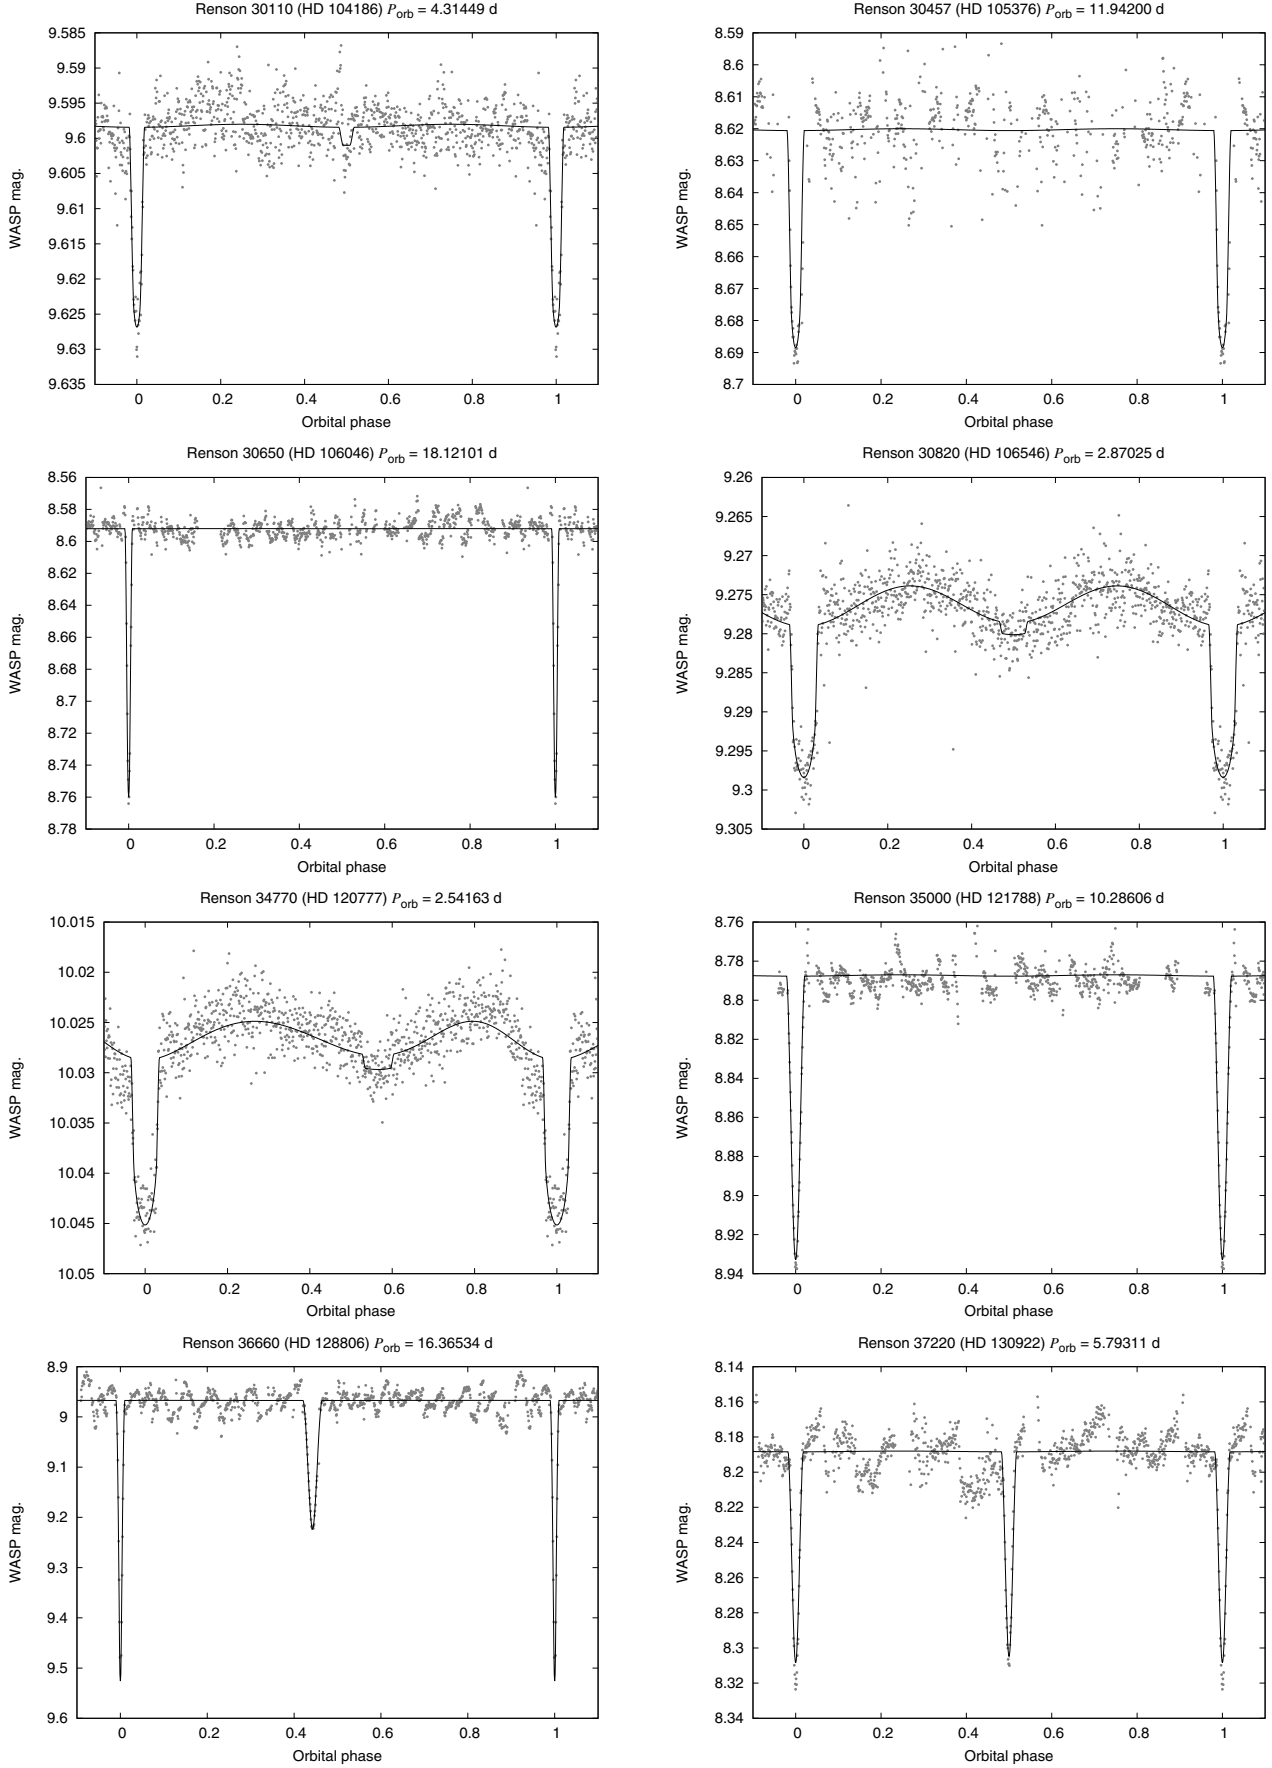 Renson 30110 (HD 104186) Porb = 4.31449 d
9.585
9.59
9.595
9.6
9.605
9.61
9.615
9.62
9.625
9.63
9.635
WASP mag.
0 0.2 0.4 0.6 0.8 1
Orbital phase
Renson 30457 (HD 105376) Porb = 11.94200 d
8.59
8.6
8.61
8.62
8.63
8.64
8.65
8.66
8.67
8.68
8.69
8.7
WASP mag.
0 0.2 0.4 0.6 0.8 1
Orbital phase
Renson 30650 (HD 106046) Porb = 18.12101 d
8.56
8.58
8.6
8.62
8.64
8.66
8.68
8.7
8.72
8.74
8.76
8.78
WASP mag.
0 0.2 0.4 0.6 0.8 1
Orbital phase
Renson 30820 (HD 106546) Porb = 2.87025 d
9.26
9.265
9.27
9.275
9.28
9.285
9.29
9.295
9.3
9.305
WASP mag.
0 0.2 0.4 0.6 0.8 1
Orbital phase
Renson 34770 (HD 120777) Porb = 2.54163 d
10.015
10.02
10.025
10.03
10.035
10.04
10.045
10.05
WASP mag.
0 0.2 0.4 0.6 0.8 1
Orbital phase
Renson 35000 (HD 121788) Porb = 10.28606 d
8.76
8.78
8.8
8.82
8.84
8.86
8.88
8.9
8.92
8.94
WASP mag.
0 0.2 0.4 0.6 0.8 1
Orbital phase
Renson 36660 (HD 128806) Porb = 16.36534 d
8.9
9
9.1
9.2
9.3
9.4
9.5
9.6
WASP mag.
0 0.2 0.4 0.6 0.8 1
Orbital phase
Renson 37220 (HD 130922) Porb = 5.79311 d
8.14
8.16
8.18
8.2
8.22
8.24
8.26
8.28
8.3
8.32
8.34
WASP mag.
0 0.2 0.4 0.6 0.8 1
Orbital phase